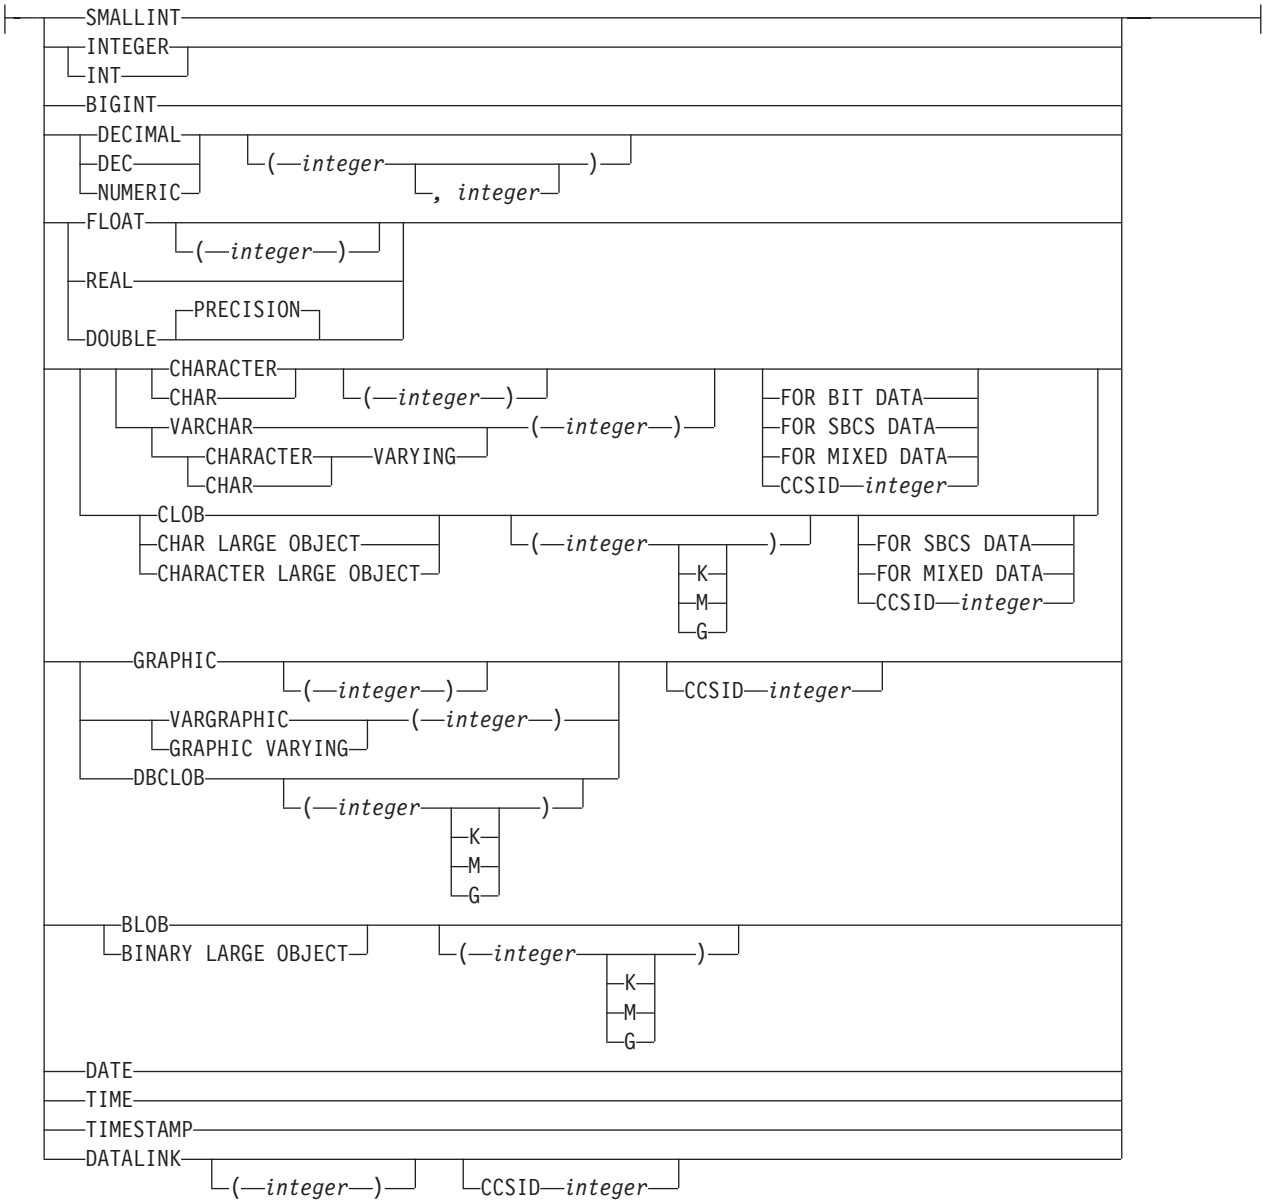 SMALLINT
INTEGER
INT
BIGINT
DECIMAL
DEC ( integer )
NUMERIC , integer
FLOAT
( integer )
REAL
PRECISION
DOUBLE
CHARACTER
CHAR ( integer ) FOR BIT DATA
VARCHAR ( integer ) FOR SBCS DATA
CHARACTER VARYING FOR MIXED DATA
CHAR CCSID integer
CLOB
CHAR LARGE OBJECT ( integer ) FOR SBCS DATA
CHARACTER LARGE OBJECT K FOR MIXED DATA
M CCSID integer
G
GRAPHIC
( integer ) CCSID integer
VARGRAPHIC ( integer )
GRAPHIC VARYING
DBCLOB
( integer )
K
M
G
BLOB
BINARY LARGE OBJECT ( integer )
K
M
G
DATE
TIME
TIMESTAMP
DATALINK
( integer ) CCSID integer